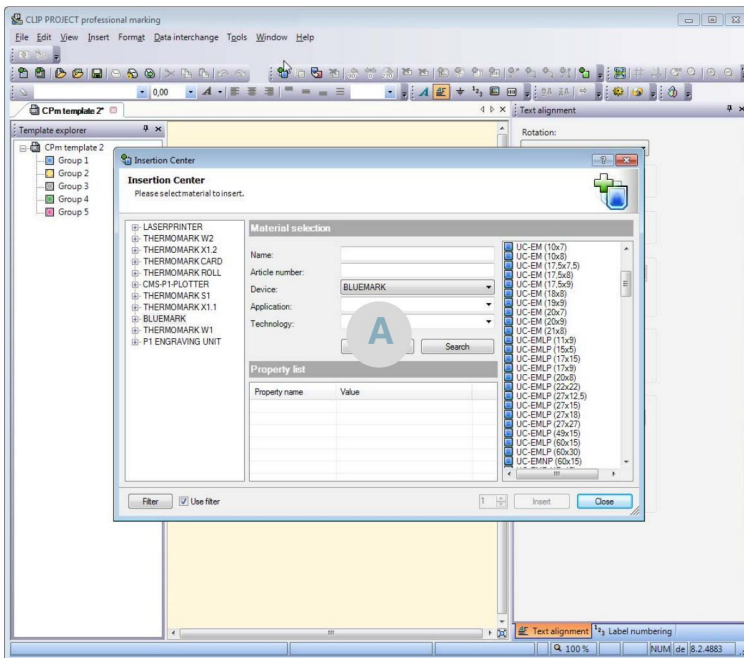 CLIP PROJECT professional marking
File Edit View Insert Format Data interchange Tools Window Help
0,00
CPm template 2*
Text alignment
Template explorer
Rotation:
CPm template 2
Group 1
Group 2
Group 3
Group 4
Group 5
Insertion Center
Insertion Center
Please select material to insert.
LASERPRINTER
THERMOMARK W2
THERMOMARK X1.2
THERMOMARK CARD
THERMOMARK ROLL
CMS-P1-PLOTTER
THERMOMARK S1
THERMOMARK X1.1
BLUEMARK
THERMOMARK W1
P1 ENGRAVING UNIT
Material selection
Name:
Article number:
Device: BLUEMARK
Application:
Technology:
A
Search
Property list
Property name Value
UC-EM (10x7)
UC-EM (10x8)
UC-EM (17,5x7,5)
UC-EM (17,5x8)
UC-EM (17,5x9)
UC-EM (18x8)
UC-EM (19x9)
UC-EM (20x7)
UC-EM (20x9)
UC-EM (21x8)
UC-EMLP (11x9)
UC-EMLP (15x5)
UC-EMLP (17x15)
UC-EMLP (17x9)
UC-EMLP (20x8)
UC-EMLP (22x22)
UC-EMLP (27x12,5)
UC-EMLP (27x15)
UC-EMLP (27x18)
UC-EMLP (27x27)
UC-EMLP (49x15)
UC-EMLP (60x15)
UC-EMLP (60x30)
UC-EMNP (60x15)
Filter Use filter 1 Insert Close
Text alignment 123 Label numbering
100 % NUM de 8.2.4883